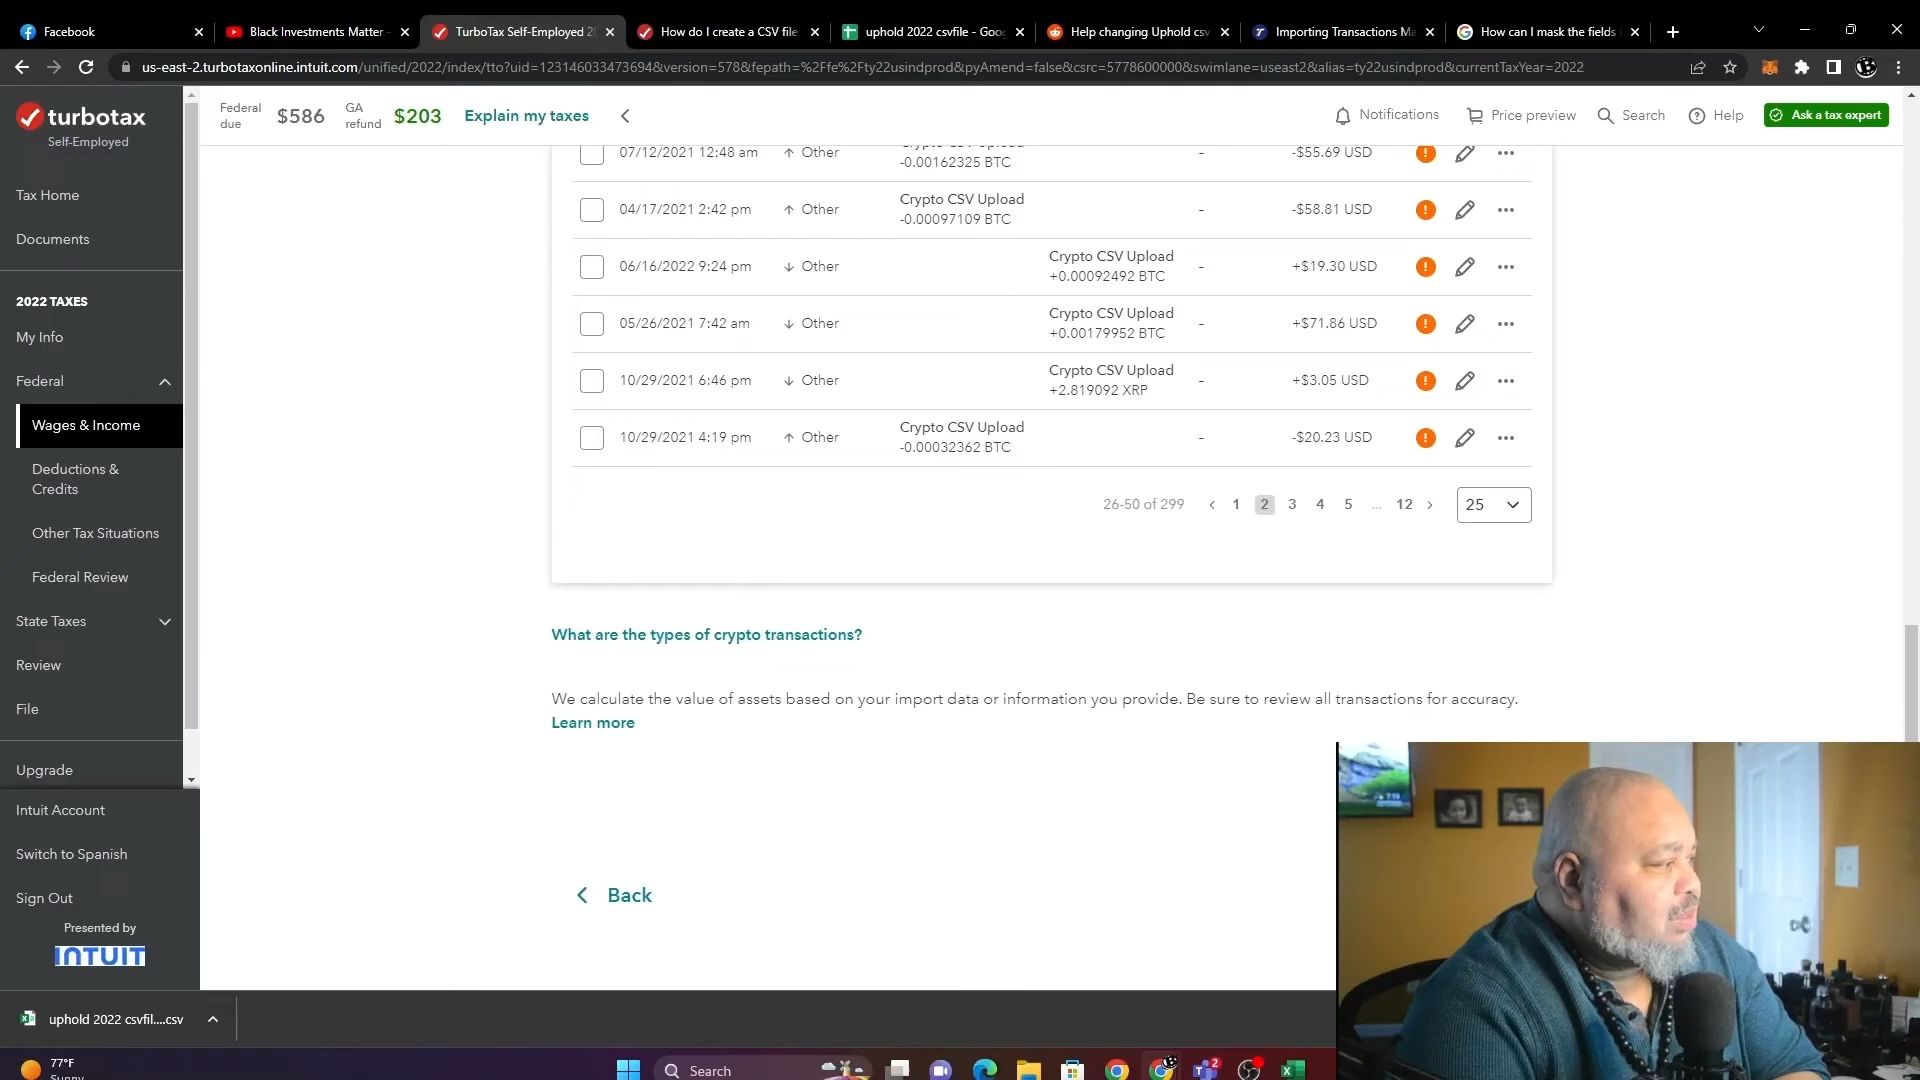 Facebook
Black Investments Matter -
TurboTax Self-Employed 20
How do I create a CSV file
uphold 2022 csvfile - Goog
Help changing Uphold csv
Importing Transactions Ma
How can I mask the fields
us-east-2.turbotaxonline.intuit.com/unified/2022/index/tto?uid=123146033473694&version=578&fepath=%2Ffe%2Fty22usindprod&pyAmend=false&csrc=5778600000&swimlane=useast2&alias=ty22usindprod&currentTaxYear=2022
turbotax
Self-Employed
Federal due $586
GA refund $203
Explain my taxes
Notifications
Price preview
Search
Help
Ask a tax expert
Tax Home
Documents
2022 TAXES
My Info
Federal
Wages & Income
Deductions &
Credits
Other Tax Situations
Federal Review
State Taxes
Review
File
Upgrade
Intuit Account
Switch to Spanish
Sign Out
Presented by
INTUIT
07/12/2021 12:48 am Other Crypto CSV Upload - -$55.69 USD
-0.00162325 BTC
04/17/2021 2:42 pm Other Crypto CSV Upload - -$58.81 USD
-0.00097109 BTC
06/16/2022 9:24 pm Other Crypto CSV Upload - +$19.30 USD
+0.00092492 BTC
05/26/2021 7:42 am Other Crypto CSV Upload - +$71.86 USD
+0.00179952 BTC
10/29/2021 6:46 pm Other Crypto CSV Upload - +$3.05 USD
+2.819092 XRP
10/29/2021 4:19 pm Other Crypto CSV Upload - -$20.23 USD
-0.00032362 BTC
26-50 of 299 < 1 2 3 4 5 ... 12 > 25
What are the types of crypto transactions?
We calculate the value of assets based on your import data or information you provide. Be sure to review all transactions for accuracy.
Learn more
Back
uphold 2022 csvfil....csv
77°F
Sunny
Search
2